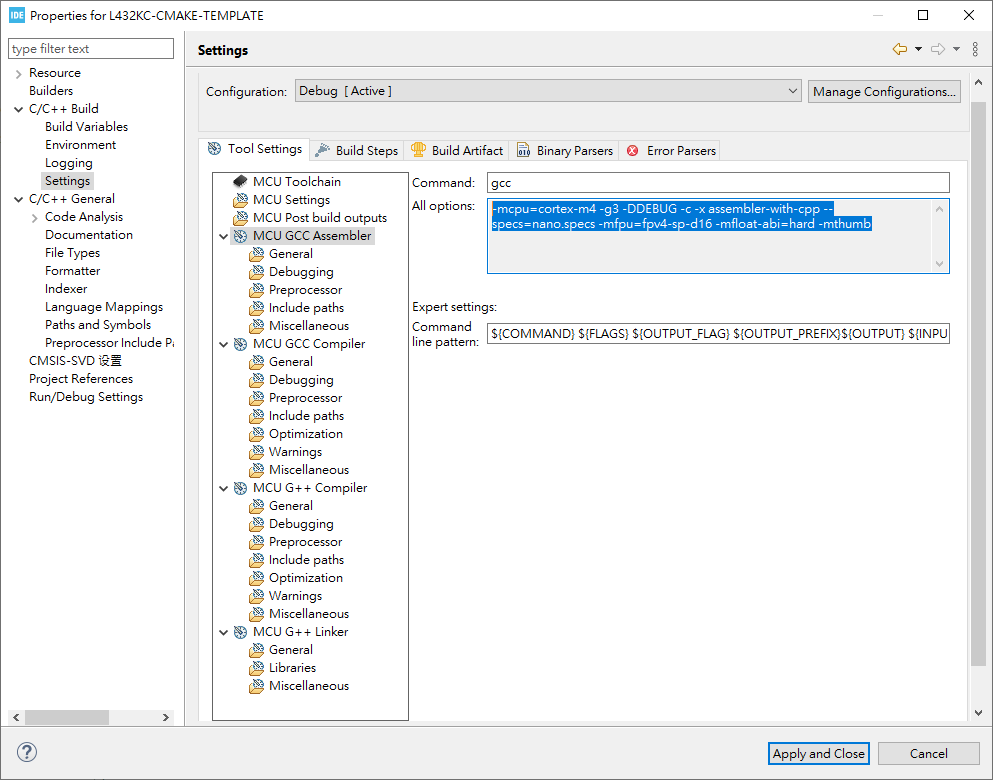 IDE Properties for L432KC-CMAKE-TEMPLATE
type filter text
Resource
Builders
C/C++ Build
Build Variables
Environment
Logging
Settings
C/C++ General
Code Analysis
Documentation
File Types
Formatter
Indexer
Language Mappings
Paths and Symbols
Preprocessor Include Pa
CMSIS-SVD 设置
Project References
Run/Debug Settings
Settings
Configuration: Debug [ Active ] Manage Configurations...
Tool Settings Build Steps Build Artifact Binary Parsers Error Parsers
MCU Toolchain
MCU Settings
MCU Post build outputs
MCU GCC Assembler
General
Debugging
Preprocessor
Include paths
Miscellaneous
MCU GCC Compiler
General
Debugging
Preprocessor
Include paths
Optimization
Warnings
Miscellaneous
MCU G++ Compiler
General
Debugging
Preprocessor
Include paths
Optimization
Warnings
Miscellaneous
MCU G++ Linker
General
Libraries
Miscellaneous
Command: gcc
All options: -mcpu=cortex-m4 -g3 -DDEBUG -c -x assembler-with-cpp --
specs=nano.specs -mfpu=fpv4-sp-d16 -mfloat-abi=hard -mthumb
Expert settings:
Command
line pattern: ${COMMAND} ${FLAGS} ${OUTPUT_FLAG} ${OUTPUT_PREFIX}${OUTPUT} ${INPU
? Apply and Close Cancel